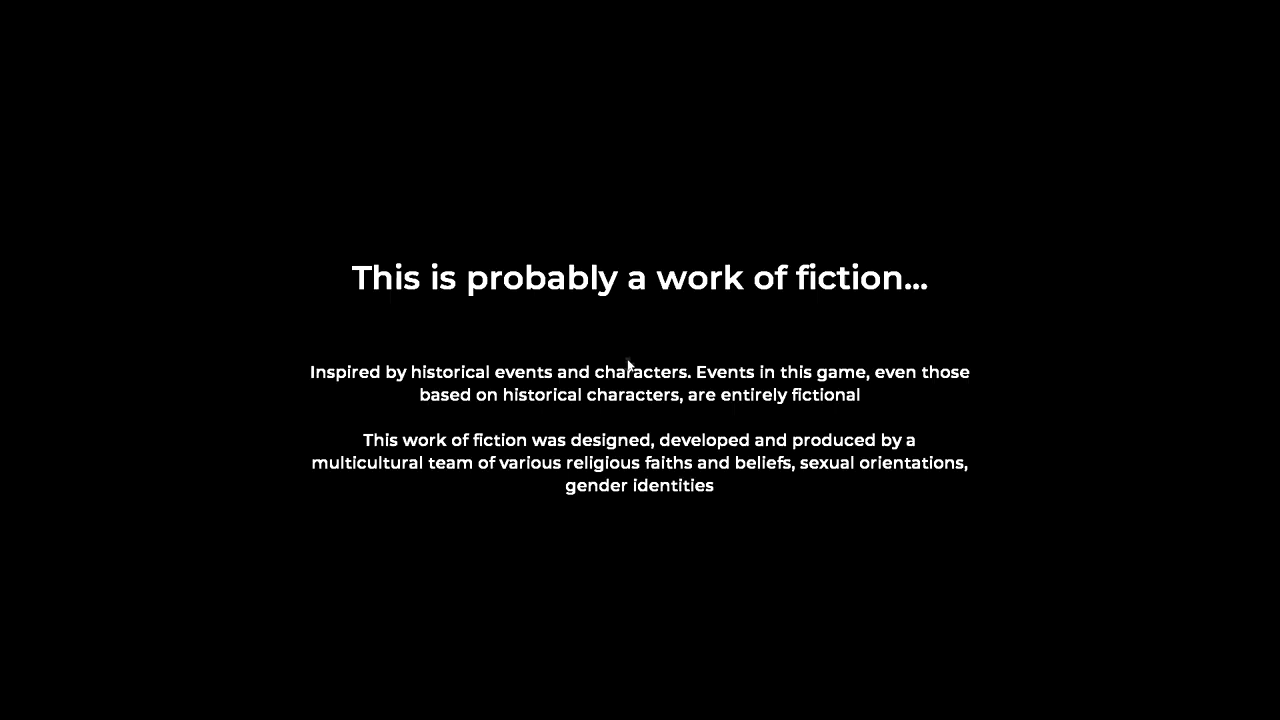 This is probably a work of fiction...
Inspired by historical events and characters. Events in this game, even those
based on historical characters, are entirely fictional
This work of fiction was designed, developed and produced by a
multicultural team of various religious faiths and beliefs, sexual orientations,
gender identities